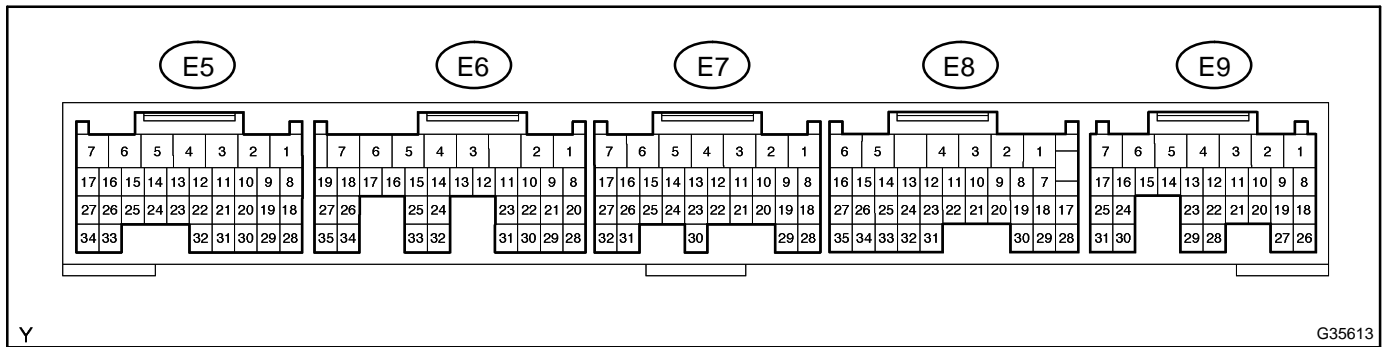 E5 E6 E7 E8 E9
7 6 5 4 3 2 1 7 6 5 4 3 2 1 7 6 5 4 3 2 1 6 5 4 3 2 1 7 6 5 4 3 2 1
17 16 15 14 13 12 11 10 9 8 19 18 17 16 15 14 13 12 11 10 9 8 17 16 15 14 13 12 11 10 9 8 16 15 14 13 12 11 10 9 8 7 17 16 15 14 13 12 11 10 9 8
27 26 25 24 23 22 21 20 19 18 27 26 25 24 23 22 21 20 27 26 25 24 23 22 21 20 19 18 27 26 25 24 23 22 21 20 19 18 17 25 24 23 22 21 20 19 18
34 33 32 31 30 29 28 35 34 33 32 31 30 29 28 32 31 30 29 28 35 34 33 32 31 30 29 28 31 30 29 28 27 26
Y G35613